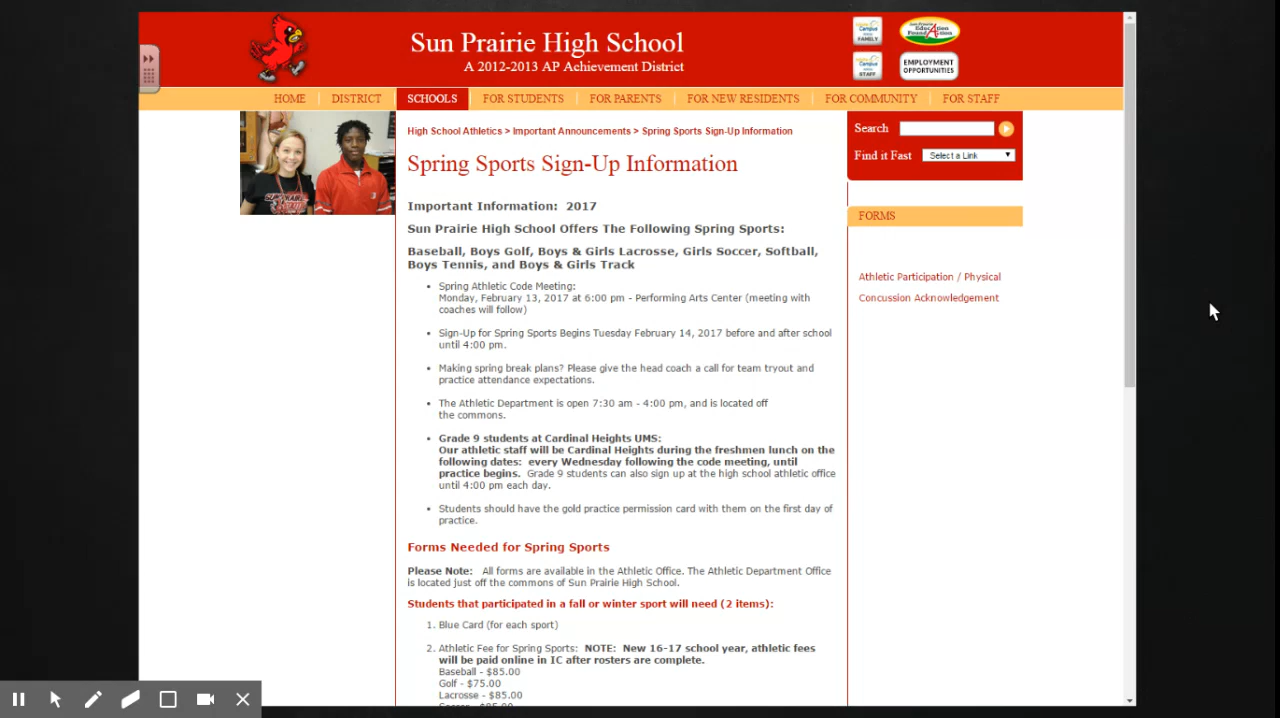 Sun Prairie High School
A 2012-2013 AP Achievement District
Campus
FAMILY
Campus
STAFF
EducAtion
EMPLOYMENT
OPPORTUNITIES
HOME
DISTRICT
SCHOOLS
FOR STUDENTS
FOR PARENTS
FOR NEW RESIDENTS
FOR COMMUNITY
FOR STAFF
High School Athletics > Important Announcements > Spring Sports Sign-Up Information
Spring Sports Sign-Up Information
Important Information: 2017
Sun Prairie High School Offers The Following Spring Sports:
Baseball, Boys Golf, Boys & Girls Lacrosse, Girls Soccer, Softball,
Boys Tennis, and Boys & Girls Track
• Spring Athletic Code Meeting:
Monday, February 13, 2017 at 6:00 pm - Performing Arts Center (meeting with
coaches will follow)
• Sign-Up for Spring Sports Begins Tuesday February 14, 2017 before and after school
until 4:00 pm.
• Making spring break plans? Please give the head coach a call for team tryout and
practice attendance expectations.
• The Athletic Department is open 7:30 am - 4:00 pm, and is located off
the commons.
• Grade 9 students at Cardinal Heights UMS:
Our athletic staff will be Cardinal Heights during the freshmen lunch on the
following dates: every Wednesday following the code meeting, until
practice begins. Grade 9 students can also sign up at the high school athletic office
until 4:00 pm each day.
• Students should have the gold practice permission card with them on the first day of
practice.
Forms Needed for Spring Sports
Please Note: All forms are available in the Athletic Office. The Athletic Department Office
is located just off the commons of Sun Prairie High School.
Students that participated in a fall or winter sport will need (2 items):
1. Blue Card (for each sport)
2. Athletic Fee for Spring Sports: NOTE: New 16-17 school year, athletic fees
will be paid online in IC after rosters are complete.
Baseball - $85.00
Golf - $75.00
Lacrosse - $85.00
Soccer - $85.00
Search
Find it Fast
Select a Link
FORMS
Athletic Participation / Physical
Concussion Acknowledgement